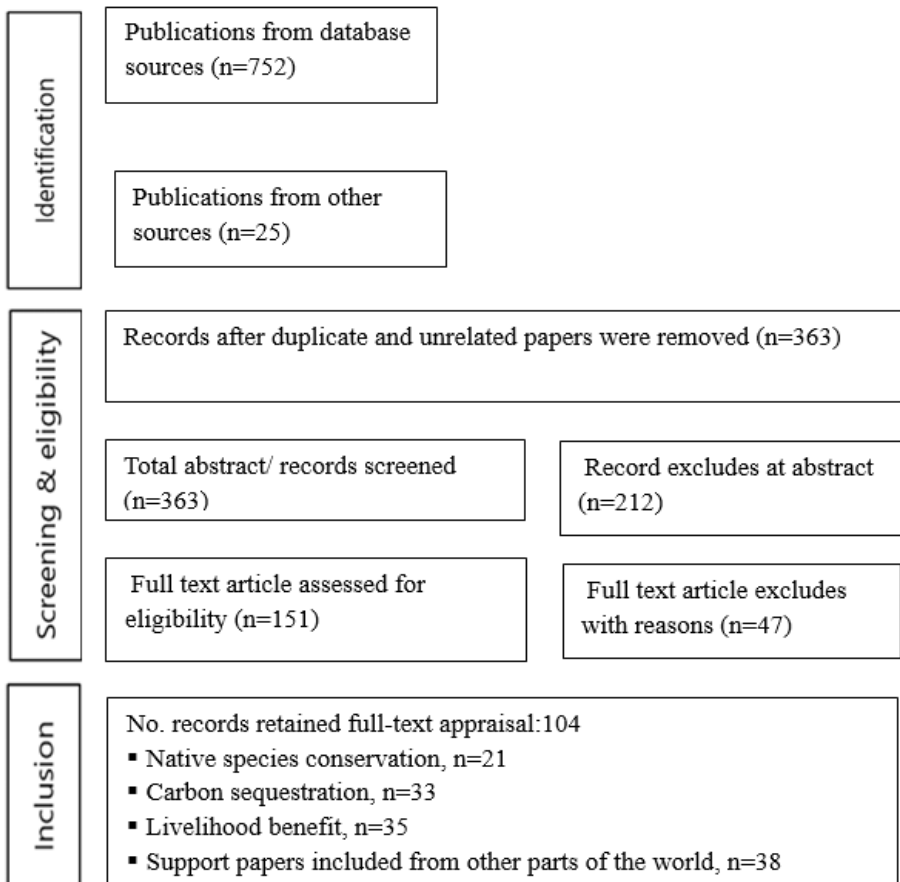 Identification
Publications from database
sources (n=752)
Publications from other
sources (n=25)
Screening & eligibility
Records after duplicate and unrelated papers were removed (n=363)
Total abstract/ records screened
(n=363)
Record excludes at abstract
(n=212)
Full text article assessed for
eligibility (n=151)
Full text article excludes
with reasons (n=47)
Inclusion
No. records retained full-text appraisal:104
▪ Native species conservation, n=21
▪ Carbon sequestration, n=33
▪ Livelihood benefit, n=35
▪ Support papers included from other parts of the world, n=38